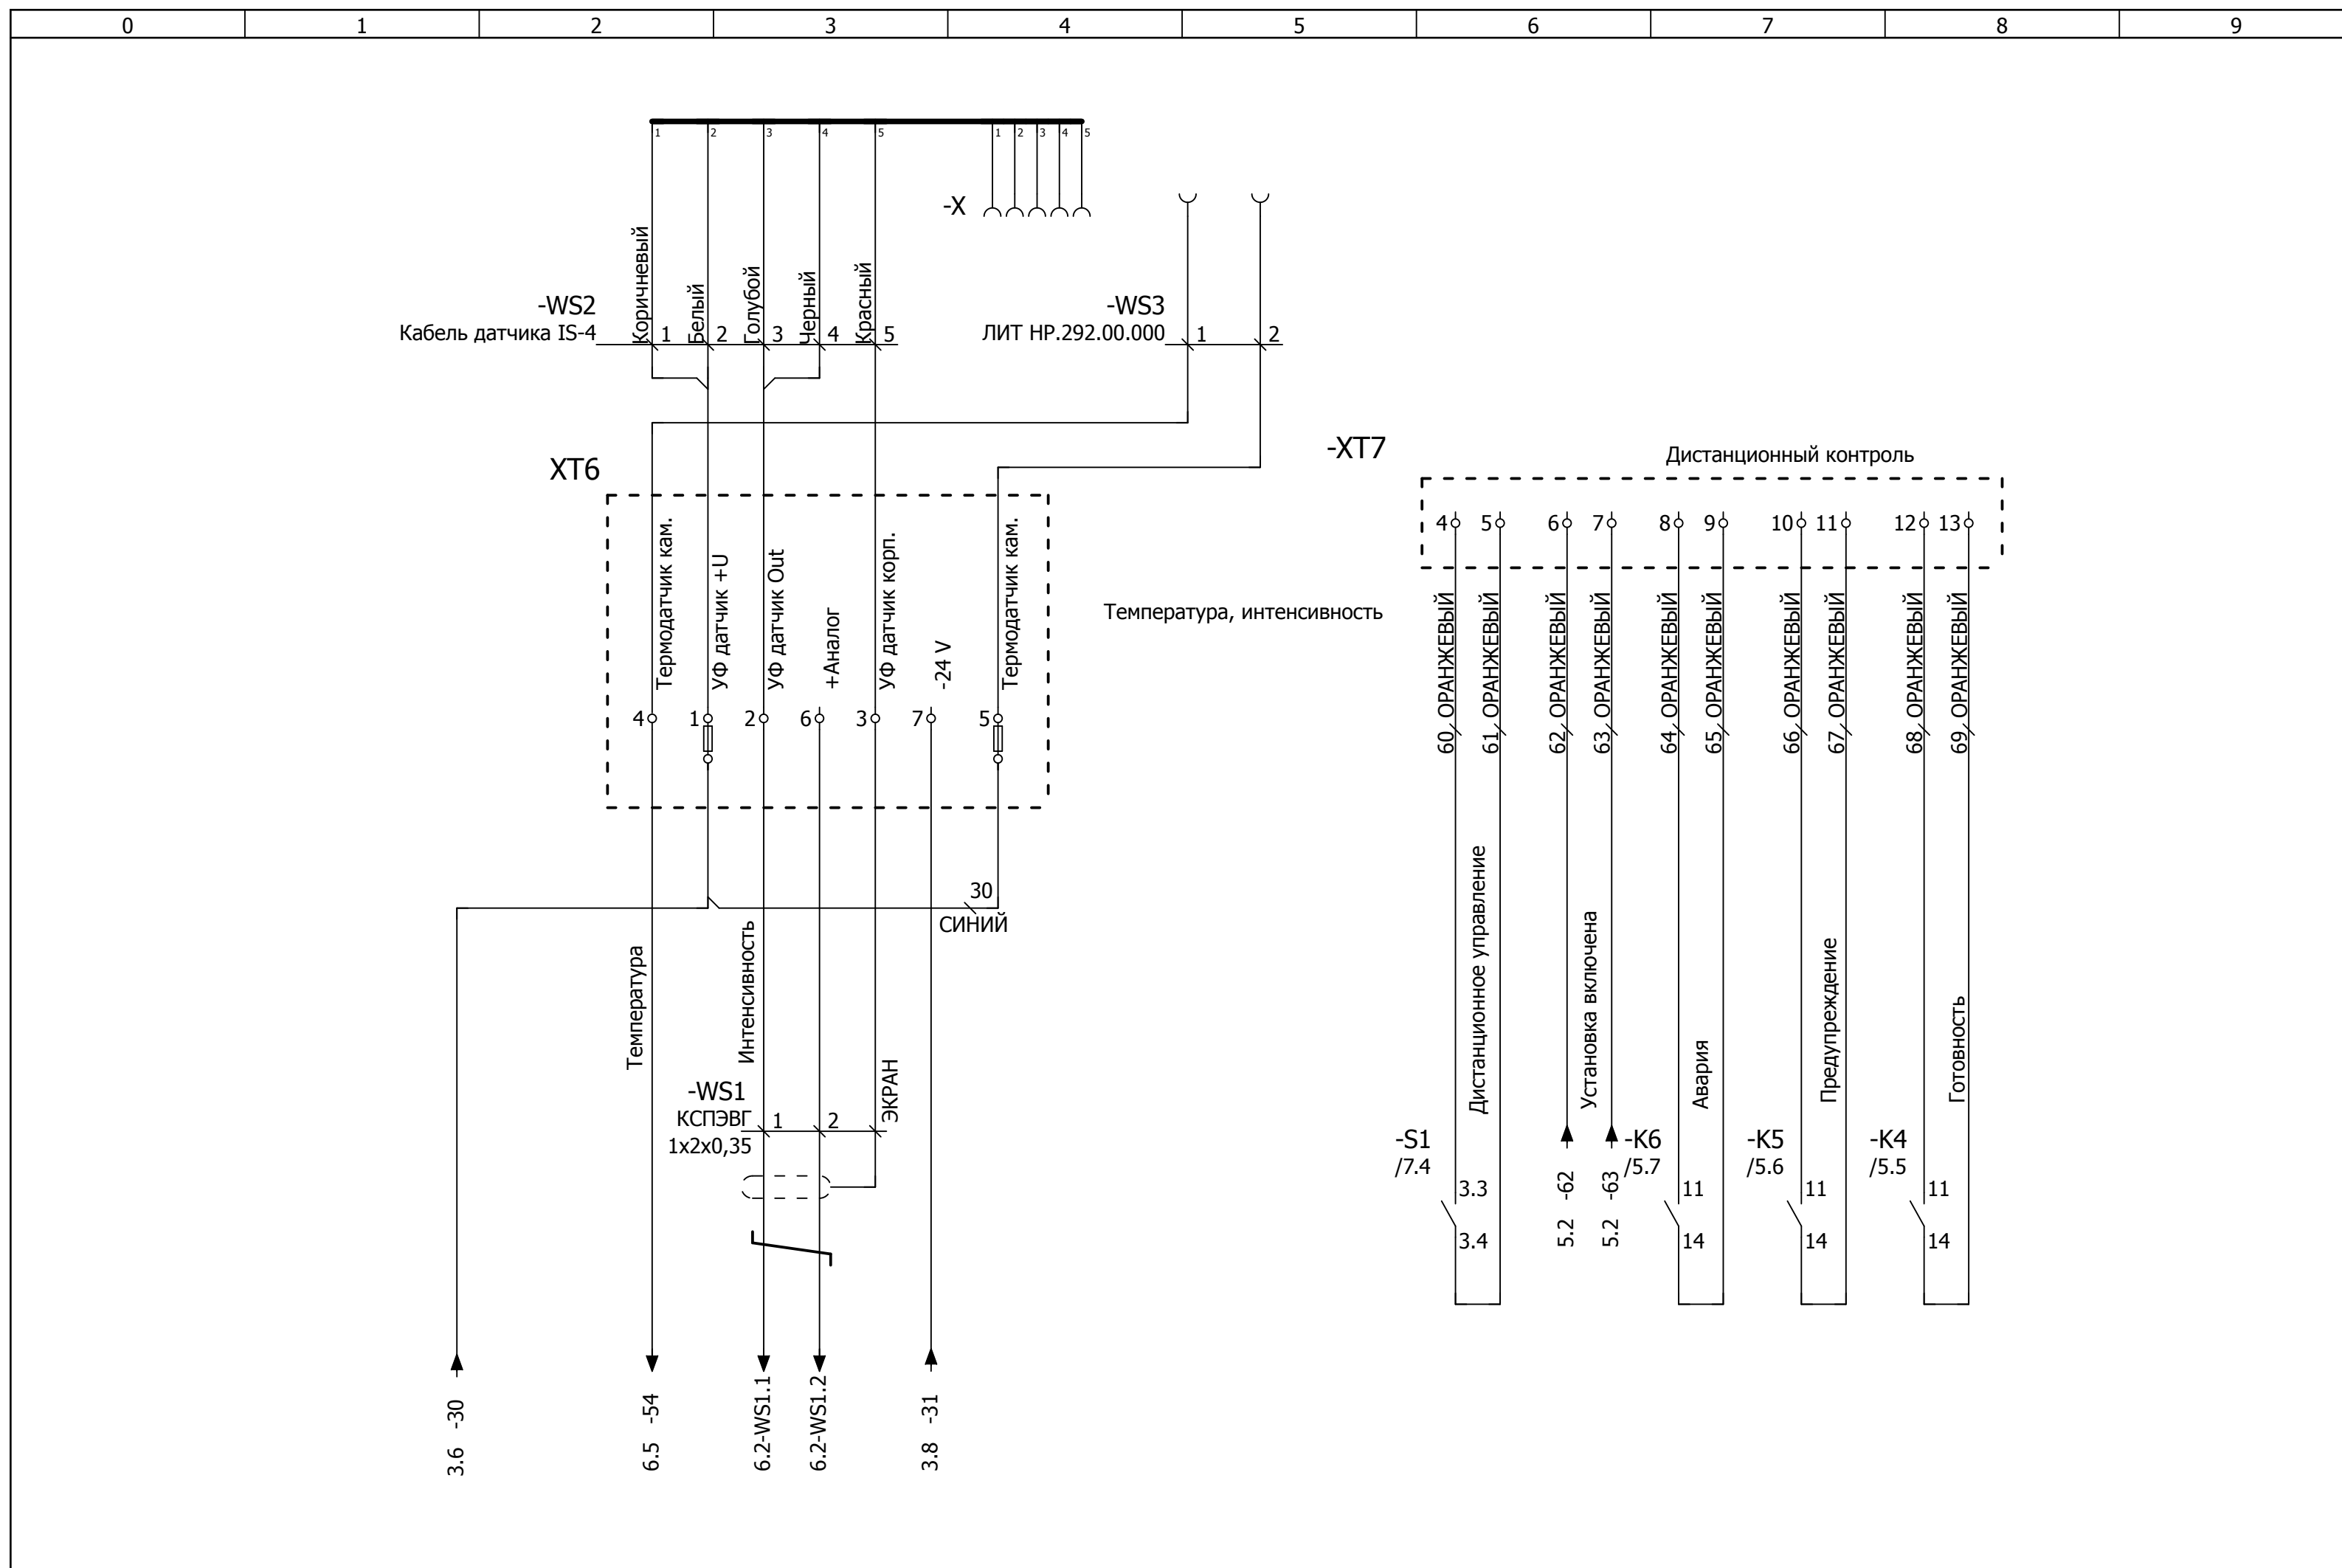 0 1 2 3 4 5 6 7 8 9
1 2 3 4 5 1 2 3 4 5
-X
Коричневый
Белый
Голубой
Черный
Красный
-WS2
Кабель датчика IS-4
1 2 3 4 5
-WS3
ЛИТ НР.292.00.000
1 2
XT6
Термодатчик кам.
УФ датчик +U
УФ датчик Out
+Аналог
УФ датчик корп.
-24 V
Термодатчик кам.
4 1 2 6 3 7 5
Температура, интенсивность
30
СИНИЙ
Температура
Интенсивность
-WS1
КСПЭВГ
1x2x0,35
1 2
ЭКРАН
3.6 -30
6.5 -54
6.2-WS1.1
6.2-WS1.2
3.8 -31
-XT7
Дистанционный контроль
4 5 6 7 8 9 10 11 12 13
60, ОРАНЖЕВЫЙ
61, ОРАНЖЕВЫЙ
62, ОРАНЖЕВЫЙ
63, ОРАНЖЕВЫЙ
64, ОРАНЖЕВЫЙ
65, ОРАНЖЕВЫЙ
66, ОРАНЖЕВЫЙ
67, ОРАНЖЕВЫЙ
68, ОРАНЖЕВЫЙ
69, ОРАНЖЕВЫЙ
Дистанционное управление
Установка включена
Авария
Предупреждение
Готовность
-S1
/7.4
3.3
3.4
5.2 -62
5.2 -63
-K6
/5.7
11
14
-K5
/5.6
11
14
-K4
/5.5
11
14